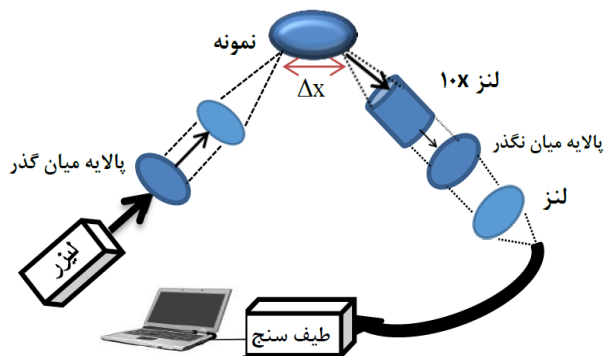 نمونه
Δx
لنز ۱۰x
پالایه میان نگذر
لنز
پالایه میان گذر
لیزر
طیف سنج